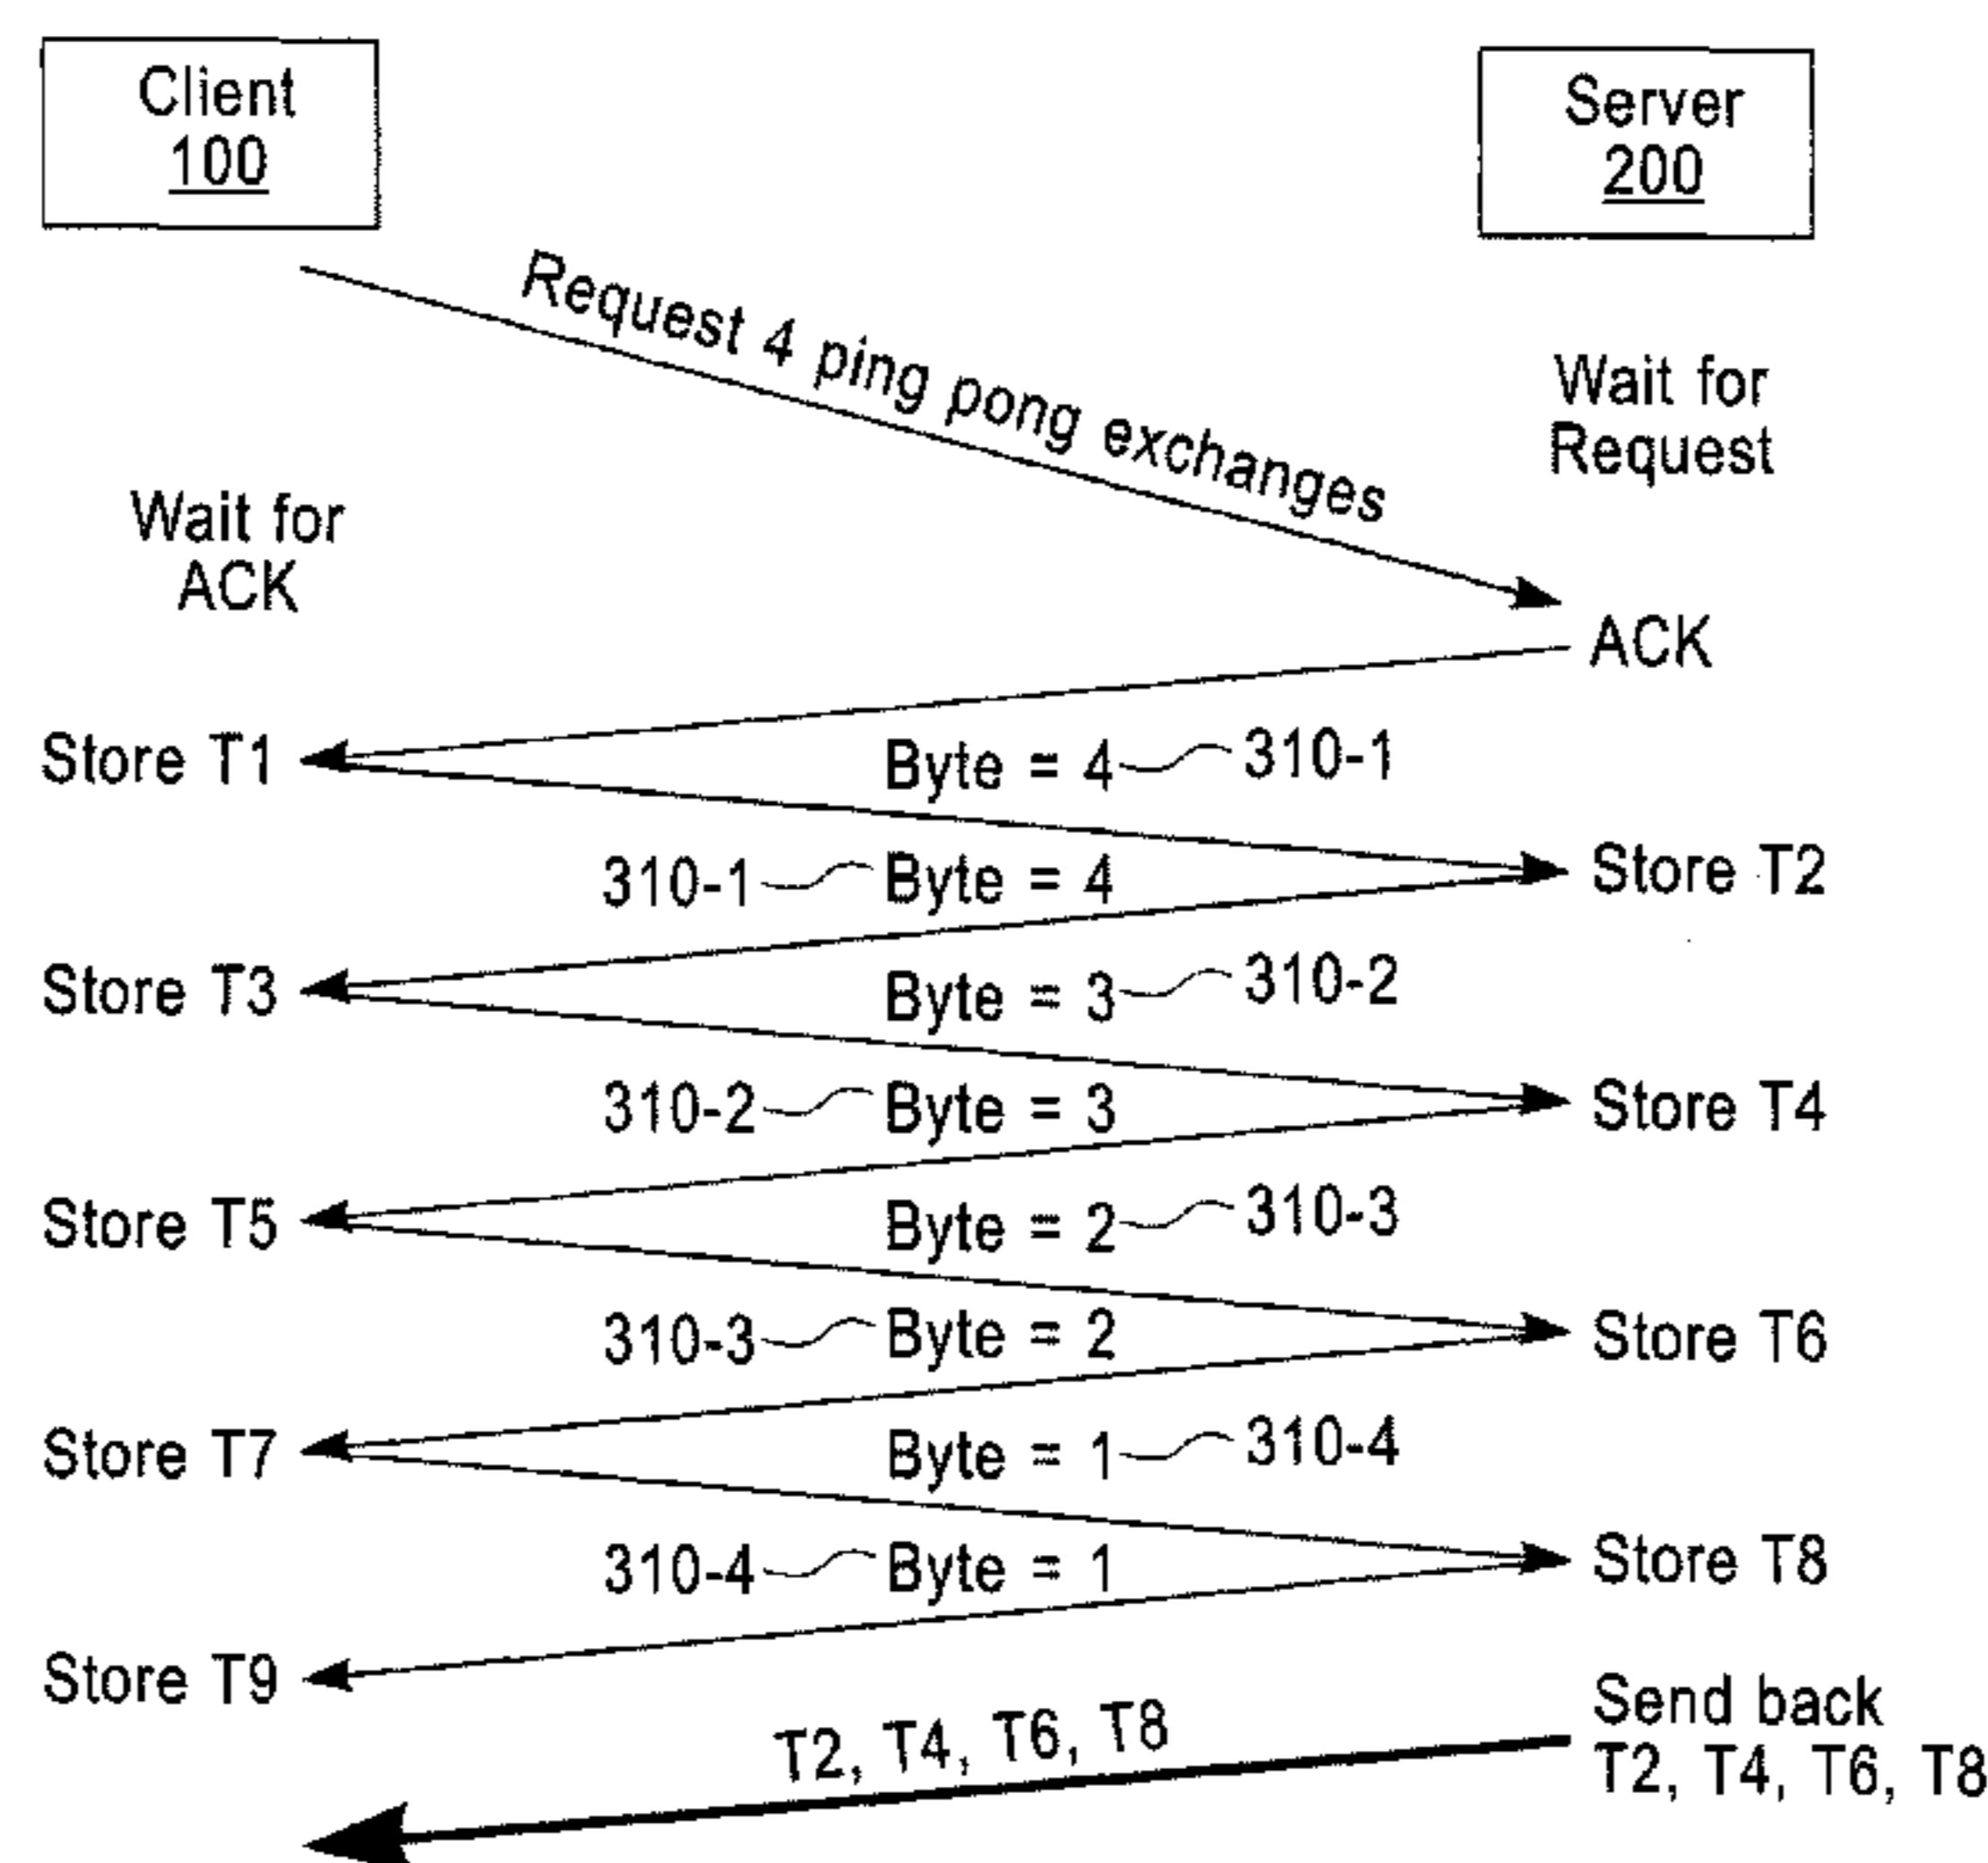 Client
100
Server
200
Request 4 ping pong exchanges
Wait for
Request
Wait for
ACK
ACK
Store T1
Byte = 4 310-1
310-1 Byte = 4
Store T2
Store T3
Byte = 3 310-2
310-2 Byte = 3
Store T4
Store T5
Byte = 2 310-3
310-3 Byte = 2
Store T6
Store T7
Byte = 1 310-4
310-4 Byte = 1
Store T8
Store T9
Send back
T2, T4, T6, T8
T2, T4, T6, T8